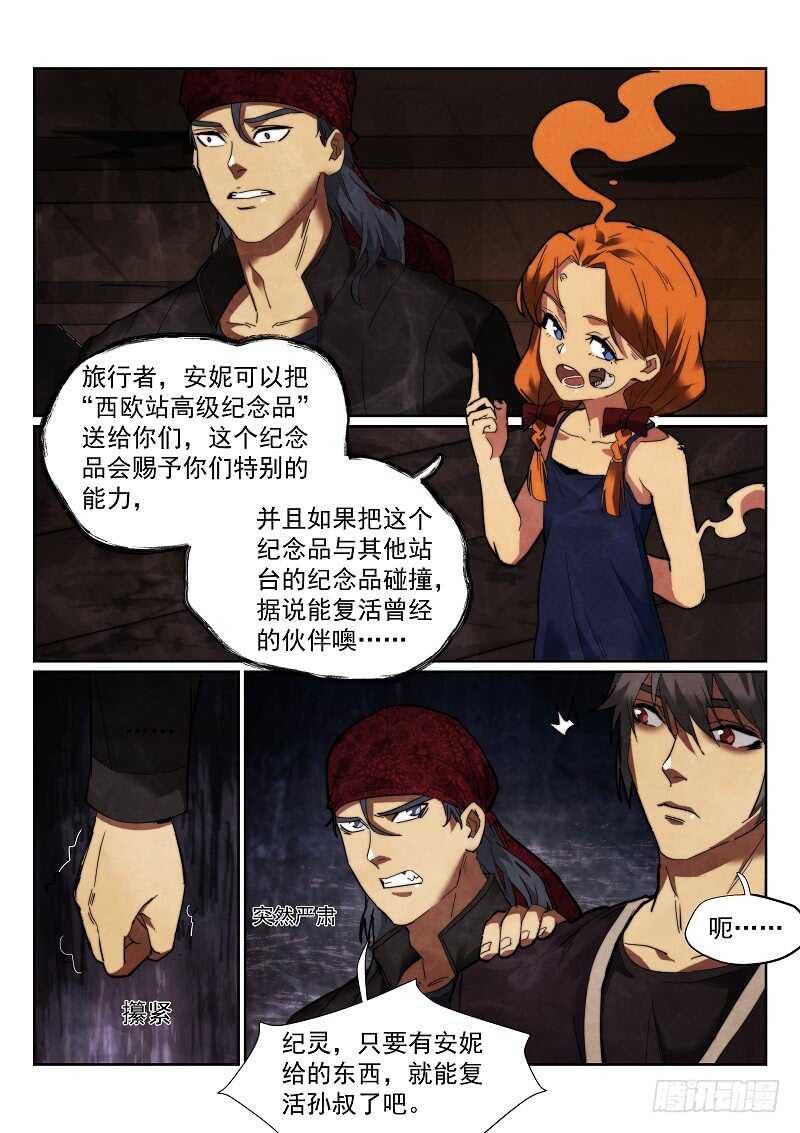 旅行者，安妮可以把
“西欧站高级纪念品”
送给你们，这个纪念
品会赐予你们特别的
能力，
并且如果把这个
纪念品与其他站
台的纪念品碰撞，
据说能复活曾经
的伙伴噢……
……
攥紧
突然严肃
呃……
纪灵，只要有安妮
给的东西，就能复
活孙叔了吧。
腾讯动漫